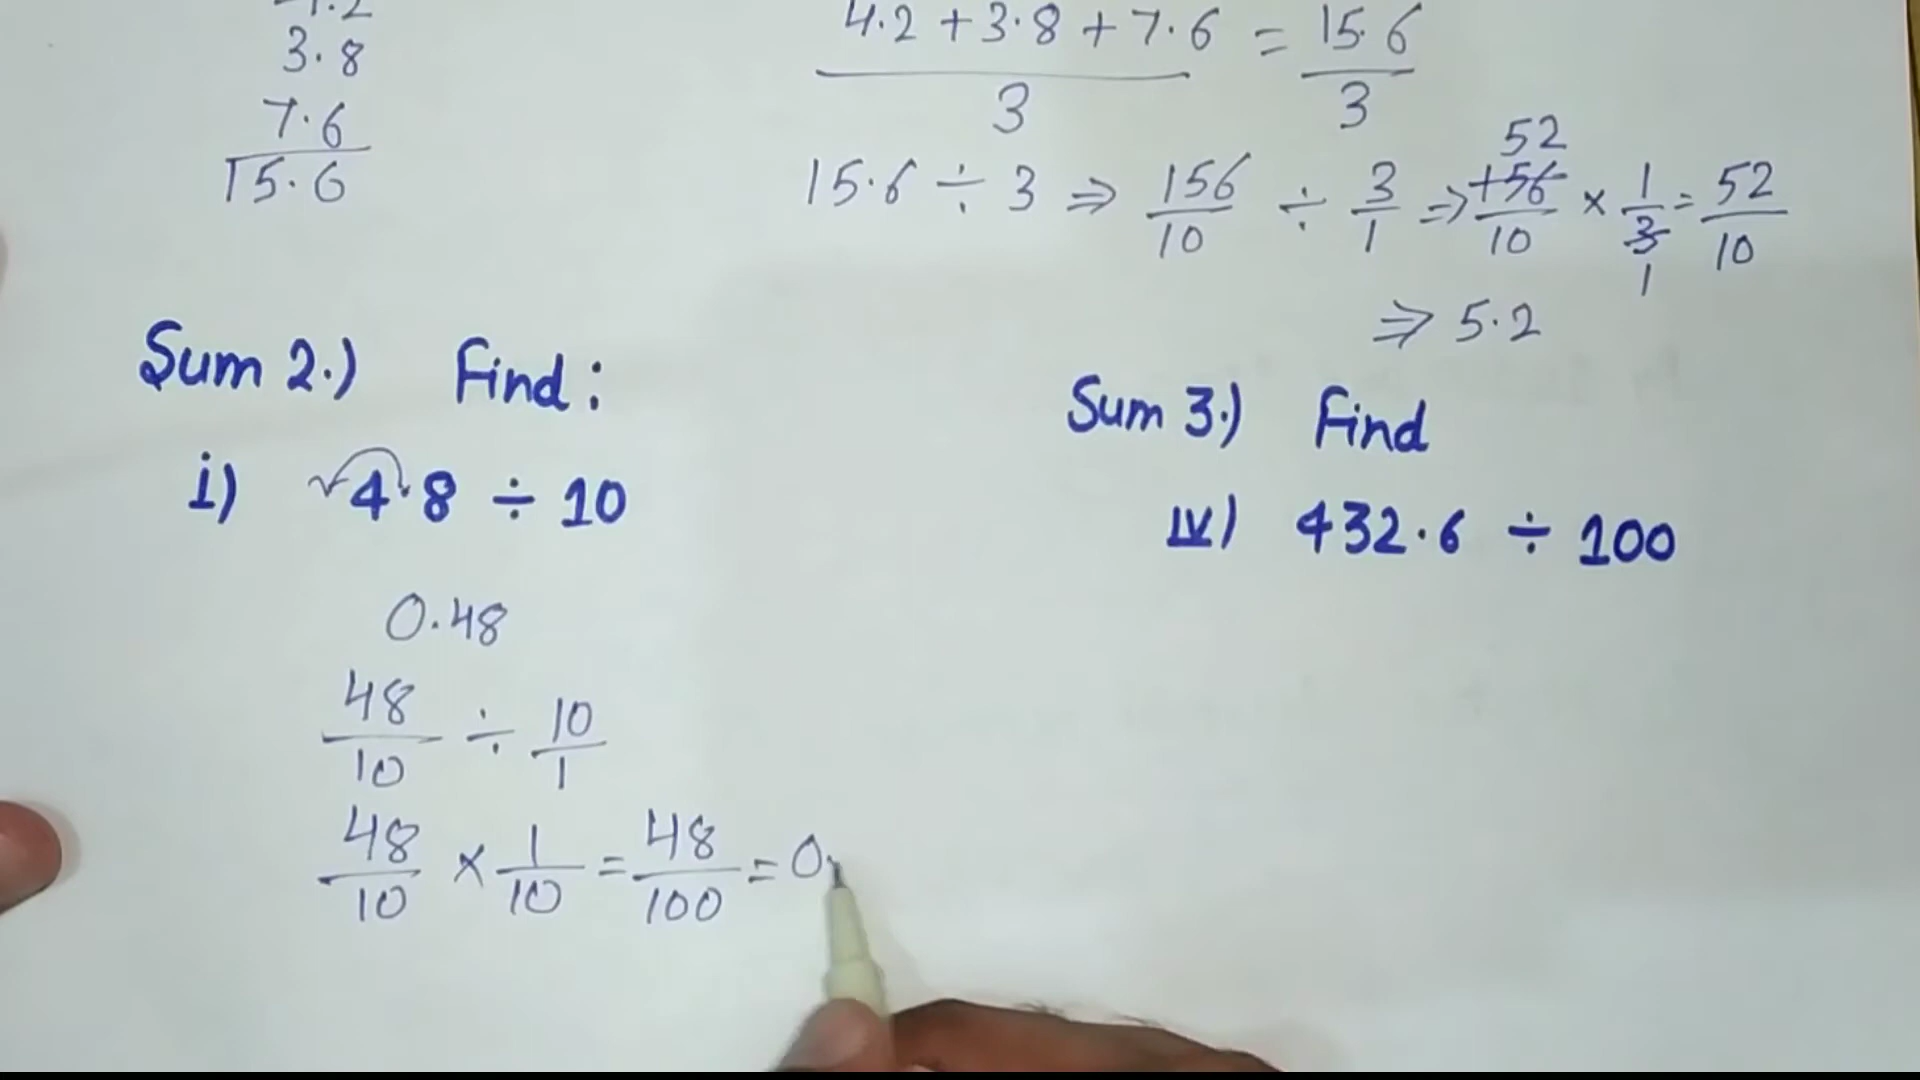 3.8
7.6
15.6
4.2 + 3.8 + 7.6 = 15.6
3 3
15.6 ÷ 3 ⇒ 156/10 ÷ 3/1 ⇒ 52 156/10 × 1/3 1 = 52/10
⇒ 5.2
Sum 2.) Find:
i) 4.8 ÷ 10
0.48
48/10 ÷ 10/1
48/10 × 1/10 = 48/100 = 0.
Sum 3.) Find
iv) 432.6 ÷ 100